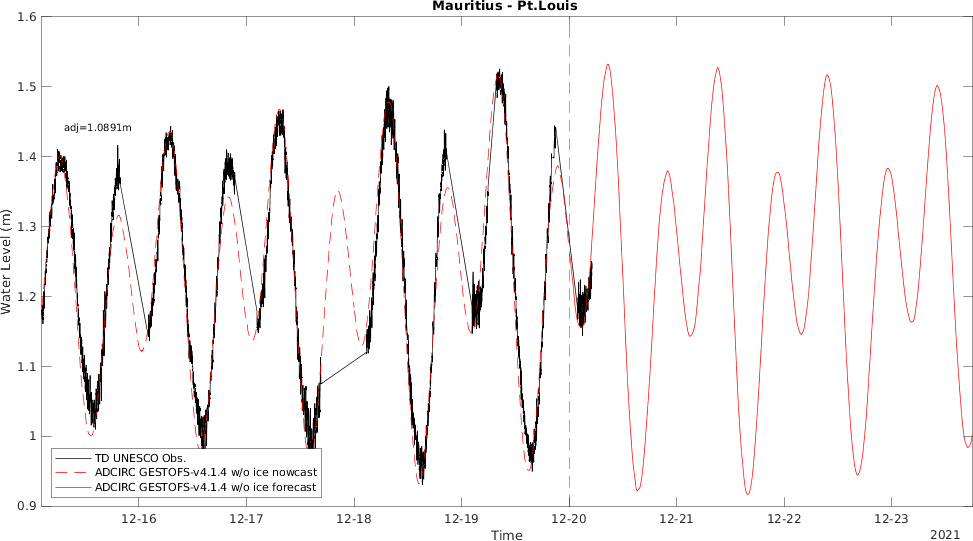 Mauritius - Pt.Louis
1.6
1.5
1.4
1.3
1.2
1.1
1
0.9
Water Level (m)
adj=1.0891m
TD UNESCO Obs.
ADCIRC GESTOFS-v4.1.4 w/o ice nowcast
ADCIRC GESTOFS-v4.1.4 w/o ice forecast
12-16 12-17 12-18 12-19 12-20 12-21 12-22 12-23
Time
2021